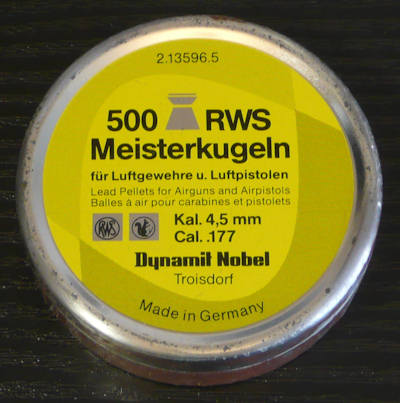 2.13596.5
500 RWS
Meisterkugeln
für Luftgewehre u. Luftpistolen
Lead Pellets for Airguns and Airpistols
Balles à air pour carabines et pistolets
RWS
Kal. 4,5 mm
Cal. .177
Dynamit Nobel
Troisdorf
Made in Germany